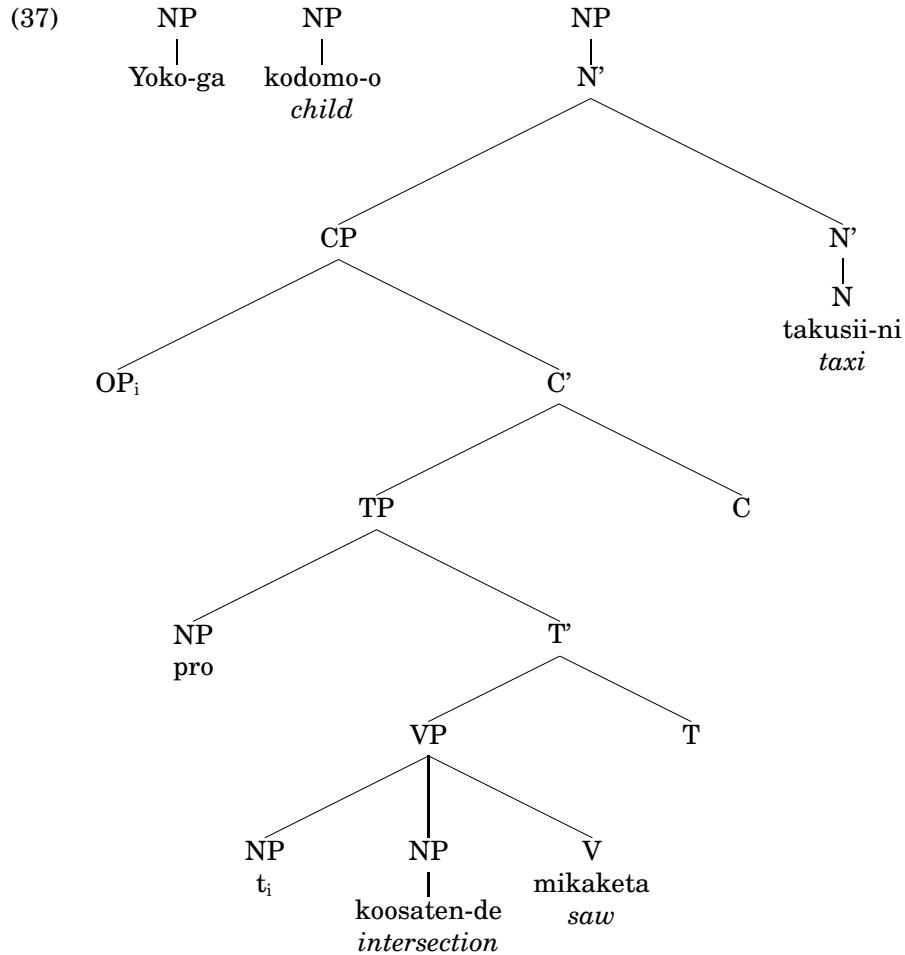 (37) NP NP NP
Yoko-ga kodomo-o N’
child
CP N’
N
takusii-ni
taxi
OPi C’
TP C
NP T’
pro
VP T
NP NP V
ti mikaketa
koosaten-de saw
intersection